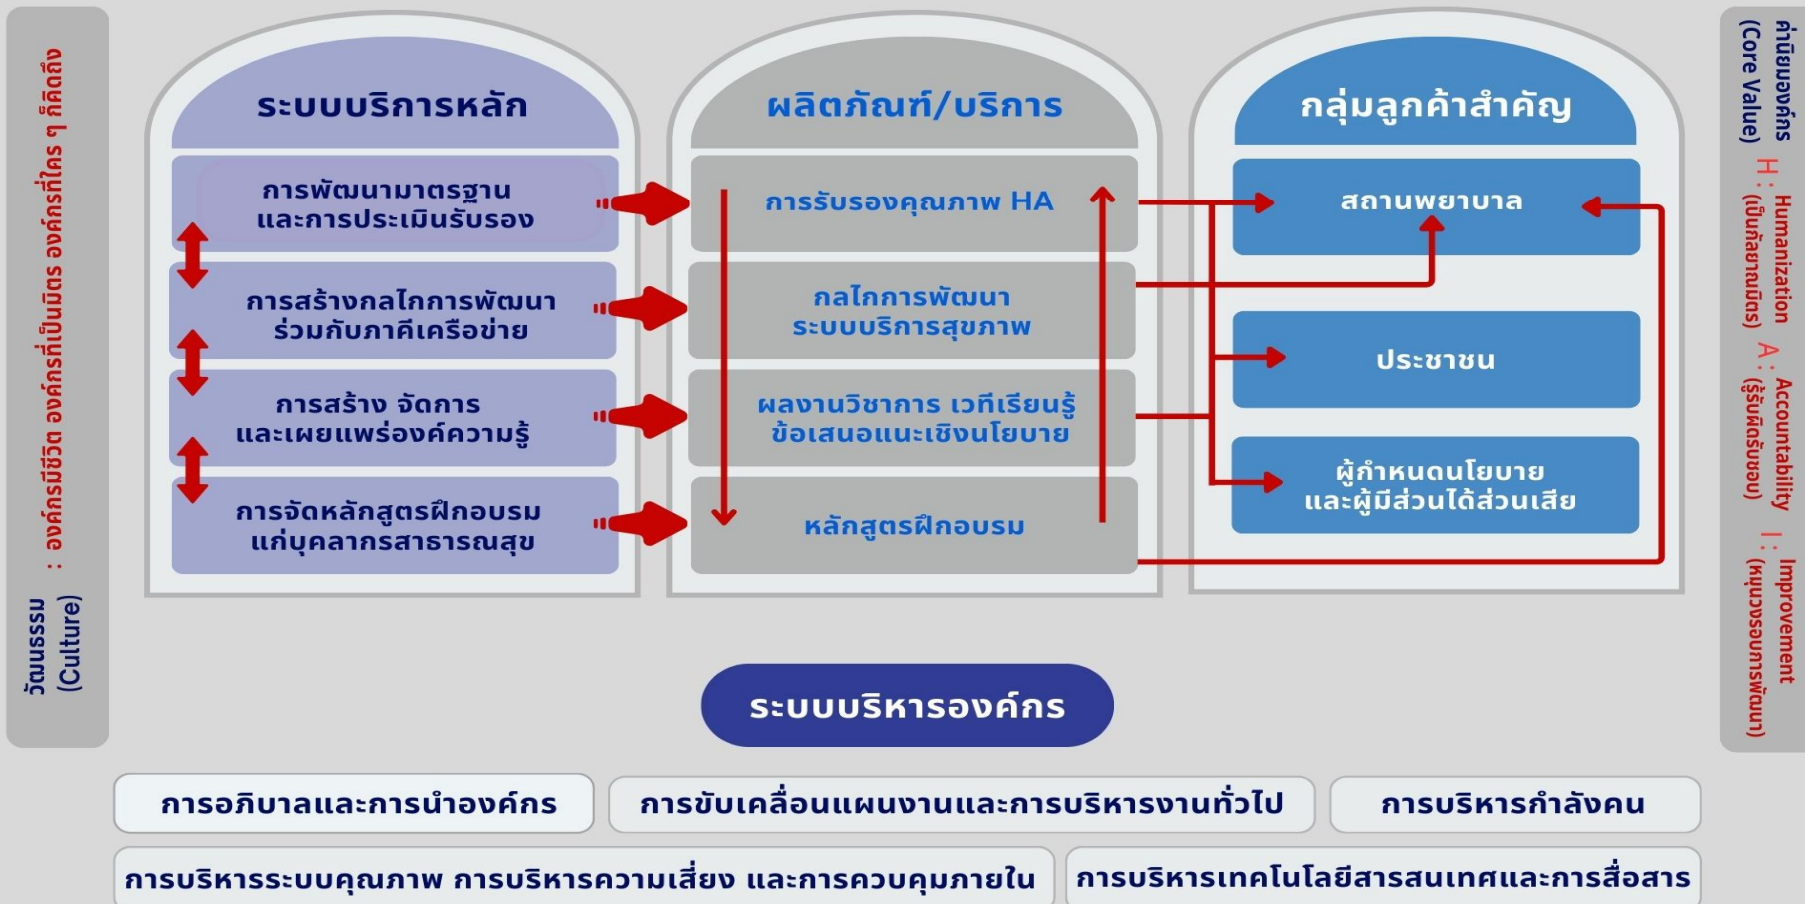 วัฒนธรรม
(Culture)
: องค์กรมีชีวิต องค์กรที่เป็นมิตร องค์กรที่ใคร ๆ ก็คิดถึง
ระบบบริการหลัก
การพัฒนามาตรฐาน
และการประเมินรับรอง
การสร้างกลไกการพัฒนา
ร่วมกับภาคีเครือข่าย
การสร้าง จัดการ
และเผยแพร่องค์ความรู้
การจัดหลักสูตรฝึกอบรม
แก่บุคลากรสาธารณสุข
ผลิตภัณฑ์/บริการ
การรับรองคุณภาพ HA
กลไกการพัฒนา
ระบบบริการสุขภาพ
ผลงานวิชาการ เวทีเรียนรู้
ข้อเสนอแนะเชิงนโยบาย
หลักสูตรฝึกอบรม
กลุ่มลูกค้าสำคัญ
สถานพยาบาล
ประชาชน
ผู้กำหนดนโยบาย
และผู้มีส่วนได้ส่วนเสีย
ค่านิยมองค์กร
(Core Value)
H : Humanization
(เป็นกัลยาณมิตร)
A : Accountability
(รู้รับผิดรับชอบ)
I : Improvement
(หมุนวงรอบการพัฒนา)
ระบบบริหารองค์กร
การอภิบาลและการนำองค์กร
การขับเคลื่อนแผนงานและการบริหารงานทั่วไป
การบริหารกำลังคน
การบริหารระบบคุณภาพ การบริหารความเสี่ยง และการควบคุมภายใน
การบริหารเทคโนโลยีสารสนเทศและการสื่อสาร